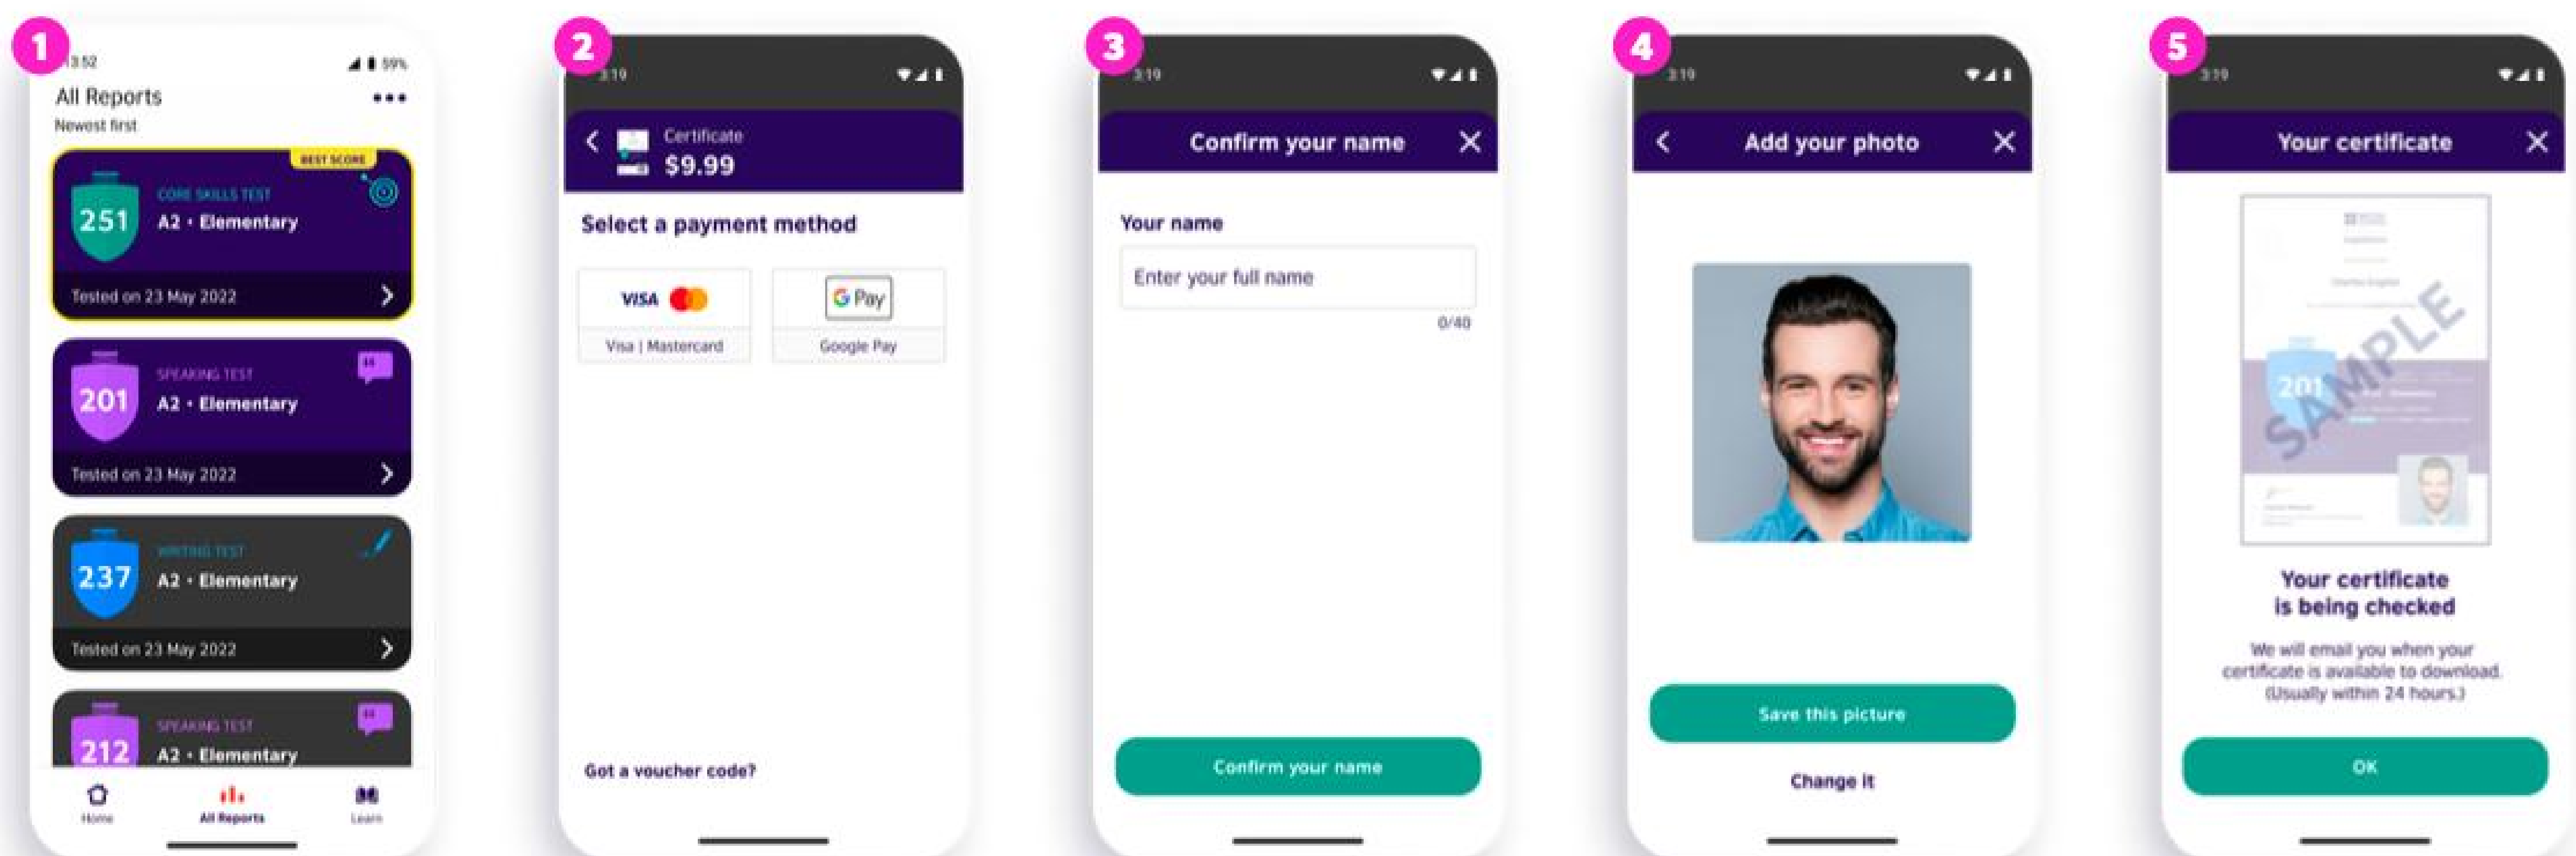 1
13:52
59%
All Reports
Newest first
BEST SCORE
251
CORE SKILLS TEST
A2 • Elementary
Tested on 23 May 2022
201
SPEAKING TEST
A2 • Elementary
Tested on 23 May 2022
237
WRITING TEST
A2 • Elementary
Tested on 23 May 2022
212
SPEAKING TEST
A2 • Elementary
Home
All Reports
Learn
2
3:19
Certificate
$9.99
Select a payment method
VISA
G Pay
Visa | Mastercard
Google Pay
Got a voucher code?
3
3:19
Confirm your name
Your name
Enter your full name
0/40
Confirm your name
4
3:19
Add your photo
Save this picture
Change it
5
3:19
Your certificate
201
SAMPLE
Your certificate
is being checked
We will email you when your
certificate is available to download.
(Usually within 24 hours.)
OK